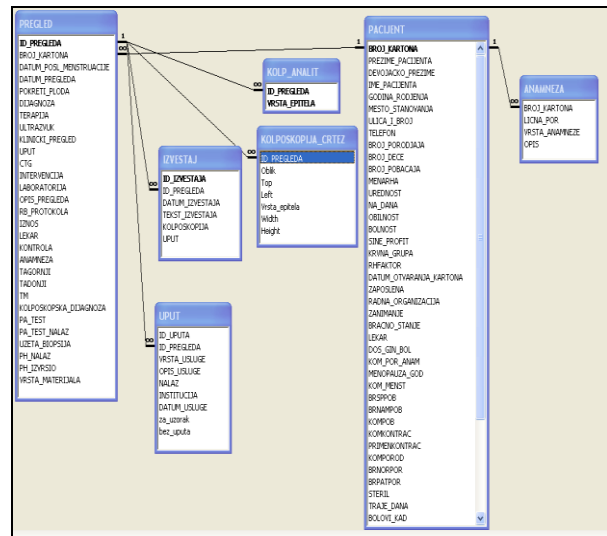 PREGLED
ID_PREGLEDA
BROJ_KARTONA
DATUM_POSL_MENSTRUACIJE
DATUM_PREGLEDA
POKRETI_PLODA
DIJAGNOZA
TERAPIJA
ULTRAZVUK
KLINICKI_PREGLED
UPUT
CTG
INTERVENCIJA
LABORATORIJA
OPIS_PREGLEDA
RB_PROTOKOLA
IZNOS
LEKAR
KONTROLA
ANAMNEZA
TAGORNJI
TADONJI
TM
KOLPOSKOPSKA_DIJAGNOZA
PA_TEST
PA_TEST_NALAZ
UZETA_BIOPSIJA
PH_NALAZ
PH_IZVRSIO
VRSTA_MATERIJALA
1
∞
IZVESTAJ
ID_IZVESTAJA
ID_PREGLEDA
DATUM_IZVESTAJA
TEKST_IZVESTAJA
KOLPOSKOPIJA
UPUT
∞
UPUT
ID_UPUTA
ID_PREGLEDA
VRSTA_USLUGE
OPIS_USLUGE
NALAZ
INSTITUCIJA
DATUM_USLUGE
za_uzorak
bez_uputa
∞
KOLP_ANALIT
ID_PREGLEDA
VRSTA_EPITELA
∞
KOLPOSKOPIJA_CRTEZ
ID_PREGLEDA
Oblik
Top
Left
Vrsta_epitela
Width
Height
∞
PACIJENT
BROJ_KARTONA
PREZIME_PACIJENTA
DEVOJACKO_PREZIME
IME_PACIJENTA
GODINA_RODJENJA
MESTO_STANOVANJA
ULICA_I_BROJ
TELEFON
BROJ_PORODJAJA
BROJ_DECE
BROJ_POBACAJA
MENARHA
UREDNOST
NA_DANA
OBILNOST
BOLNOST
SINE_PROFIT
KRVNA_GRUPA
RHFAKTOR
DATUM_OTVARANJA_KARTONA
ZAPOSLENA
RADNA_ORGANIZACIJA
ZANIMANJE
BRACNO_STANJE
LEKAR
DOS_GIN_BOL
KOM_POR_ANAM
MENOPAUZA_GOD
KOM_MENST
BRSPPOB
BRNAMPOB
KOMPOB
KOMKONTRAC
PRIMENKONTRAC
KOMPOROD
BRNORPOR
BRPATPOR
STERIL
TRAJE_DANA
BOLOVI_KAD
1
1
ANAMNEZA
BROJ_KARTONA
LICNA_POR
VRSTA_ANAMNEZE
OPIS
∞